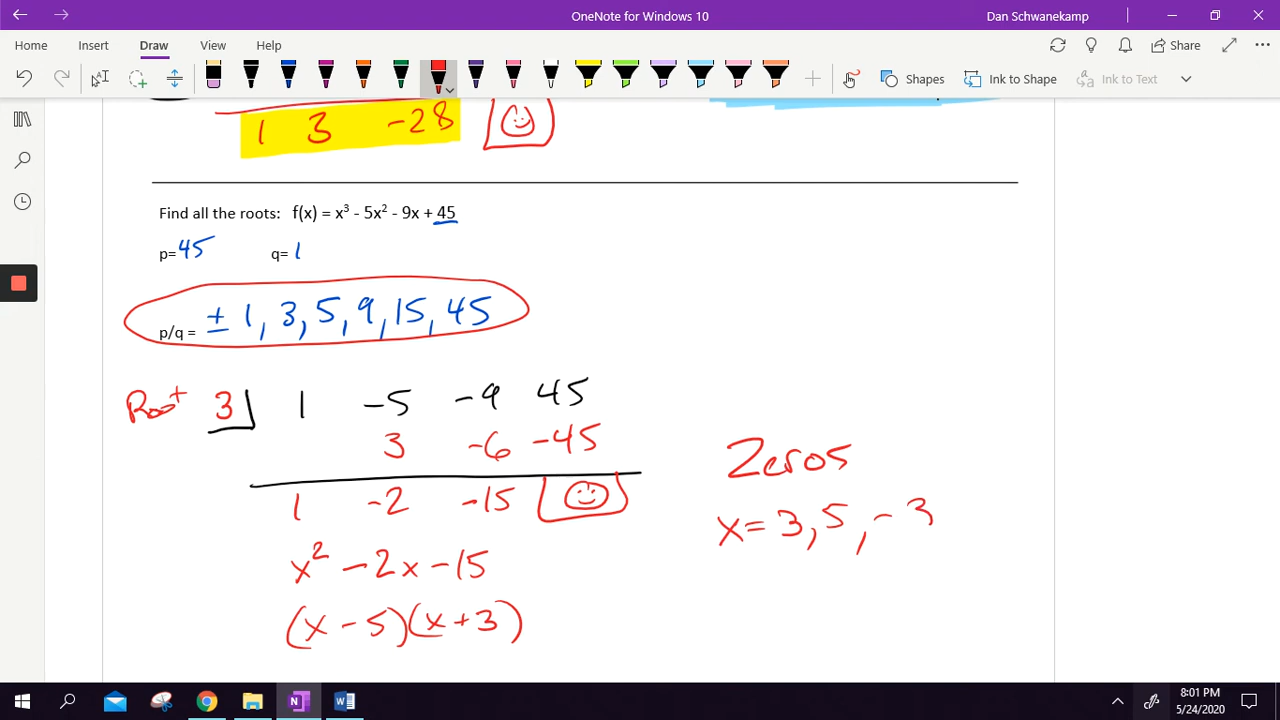 OneNote for Windows 10
Dan Schwanekamp
Home Insert Draw View Help
Share
Shapes Ink to Shape Ink to Text
1 3 -28
Find all the roots: f(x) = x³ - 5x² - 9x + 45
p= 45 q= 1
p/q = ± 1, 3, 5, 9, 15, 45
Root 3 1 -5 -9 45
3 -6 -45
1 -2 -15
x² - 2x - 15
(x - 5)(x + 3)
Zeros
x = 3, 5, -3
8:01 PM
5/24/2020